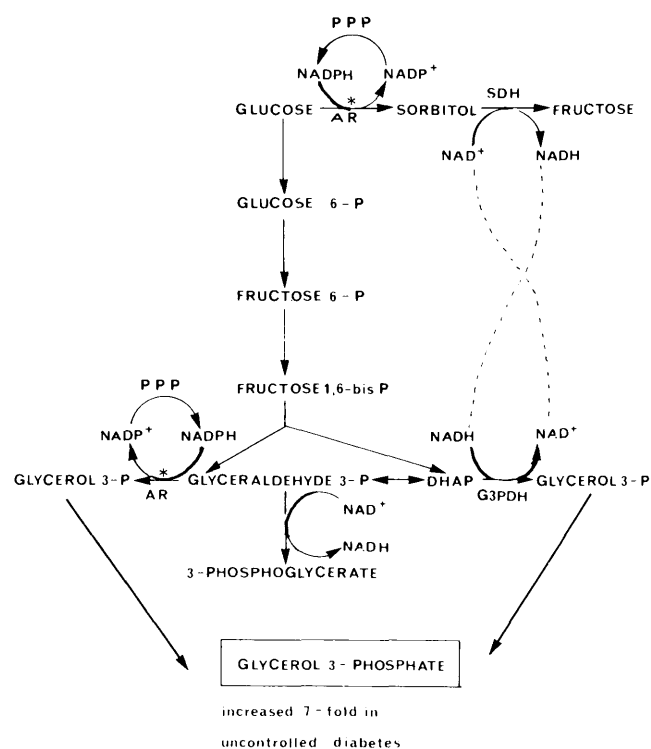 PPP
NADPH NADP+
*
SDH
GLUCOSE SORBITOL FRUCTOSE
AR
NAD+ NADH
GLUCOSE 6-P
FRUCTOSE 6-P
FRUCTOSE 1,6-bis P
PPP
NADP+ NADPH NADH NAD+
*
GLYCEROL 3-P GLYCERALDEHYDE 3-P DHAP GLYCEROL 3-P
AR G3PDH
NAD+
NADH
3-PHOSPHOGLYCERATE
GLYCEROL 3-PHOSPHATE
increased 7-fold in
uncontrolled diabetes